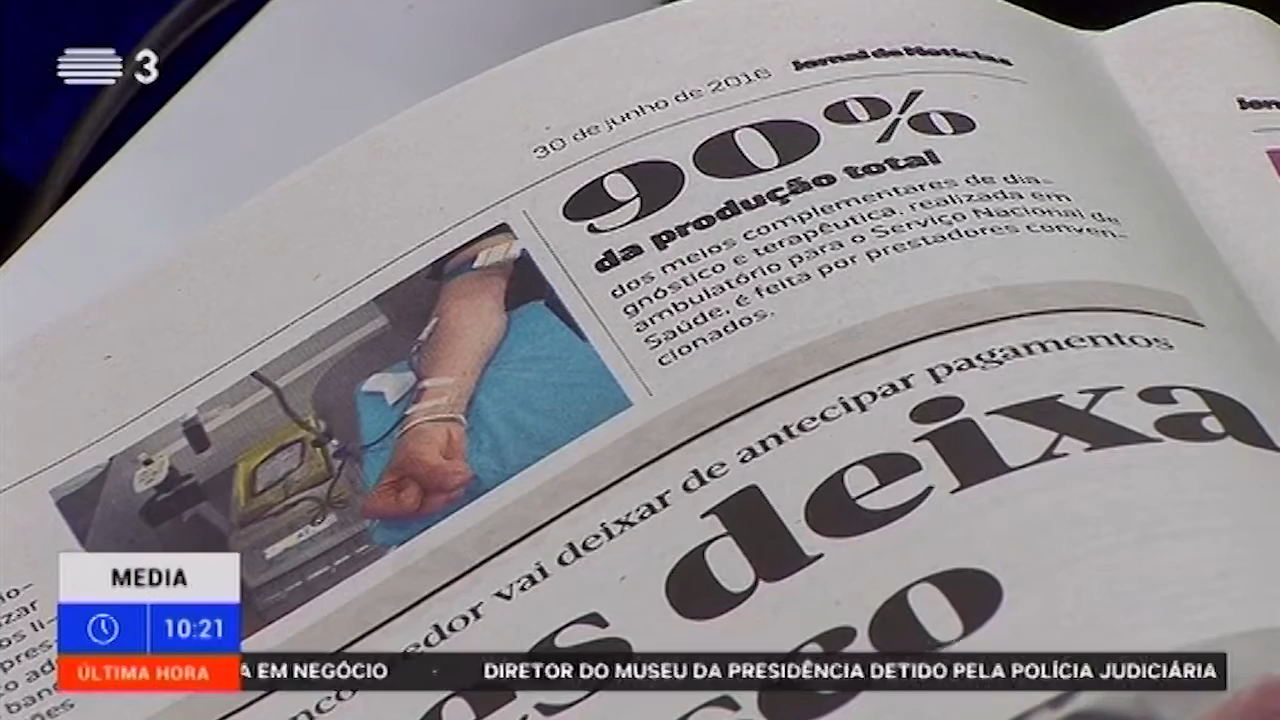 3
30 de junho de 2016
Jornal de Notícias
90%
da produção total
dos meios complementares de dia-
gnóstico e terapêutica, realizada em
ambulatório para o Serviço Nacional de
Saúde, é feita por prestadores conven-
cionados.
edor vai deixar de antecipar pagamentos
deixa
MEDIA
10:21
ÚLTIMA HORA
A EM NEGÓCIO · DIRETOR DO MUSEU DA PRESIDÊNCIA DETIDO PELA POLÍCIA JUDICIÁRIA